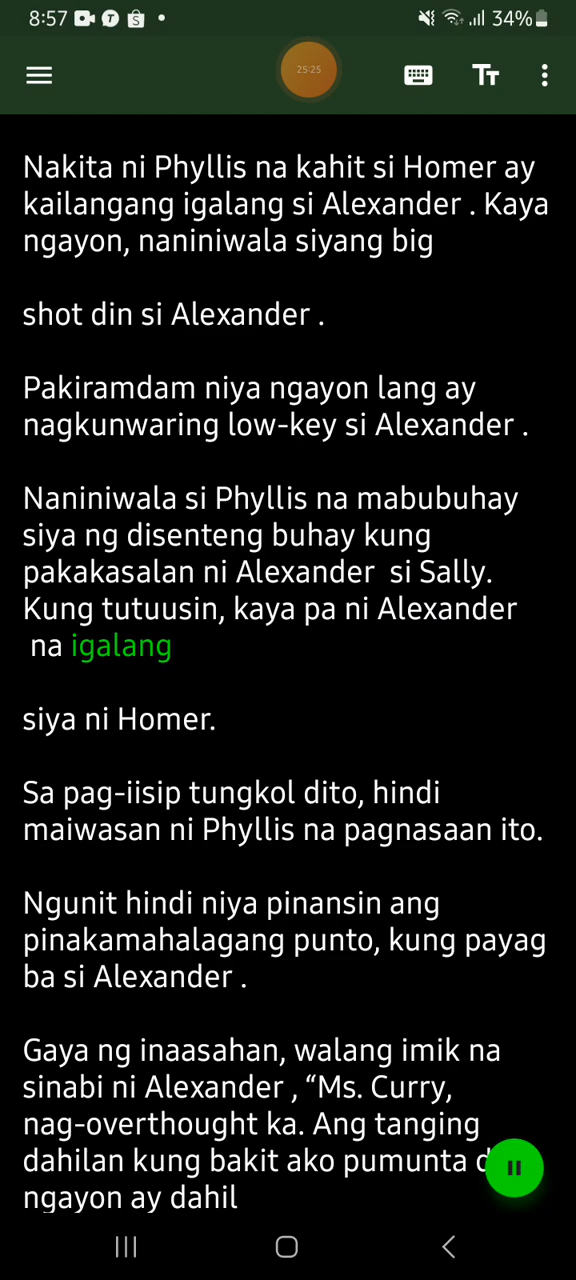 8:57
34%
25:25
Nakita ni Phyllis na kahit si Homer ay
kailangang igalang si Alexander . Kaya
ngayon, naniniwala siyang big
shot din si Alexander .
Pakiramdam niya ngayon lang ay
nagkunwaring low-key si Alexander .
Naniniwala si Phyllis na mabubuhay
siya ng disenteng buhay kung
pakakasalan ni Alexander  si Sally.
Kung tutuusin, kaya pa ni Alexander
na igalang
siya ni Homer.
Sa pag-iisip tungkol dito, hindi
maiwasan ni Phyllis na pagnasaan ito.
Ngunit hindi niya pinansin ang
pinakamahalagang punto, kung payag
ba si Alexander .
Gaya ng inaasahan, walang imik na
sinabi ni Alexander , “Ms. Curry,
nag-overthought ka. Ang tanging
dahilan kung bakit ako pumunta
ngayon ay dahil